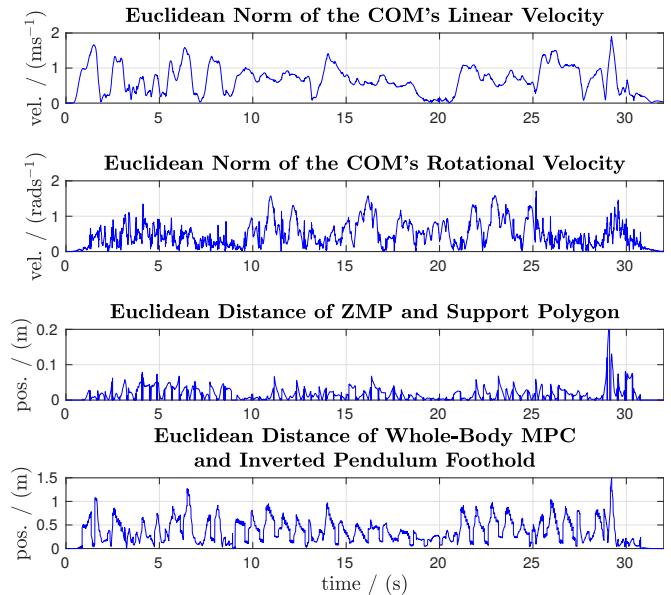 Euclidean Norm of the COM's Linear Velocity
vel. / (ms⁻¹)
2
1
0
0 5 10 15 20 25 30
Euclidean Norm of the COM's Rotational Velocity
vel. / (rads⁻¹)
2
1
0
0 5 10 15 20 25 30
Euclidean Distance of ZMP and Support Polygon
pos. / (m)
0.2
0.1
0
0 5 10 15 20 25 30
Euclidean Distance of Whole-Body MPC
and Inverted Pendulum Foothold
pos. / (m)
1.5
1
0.5
0
0 5 10 15 20 25 30
time / (s)